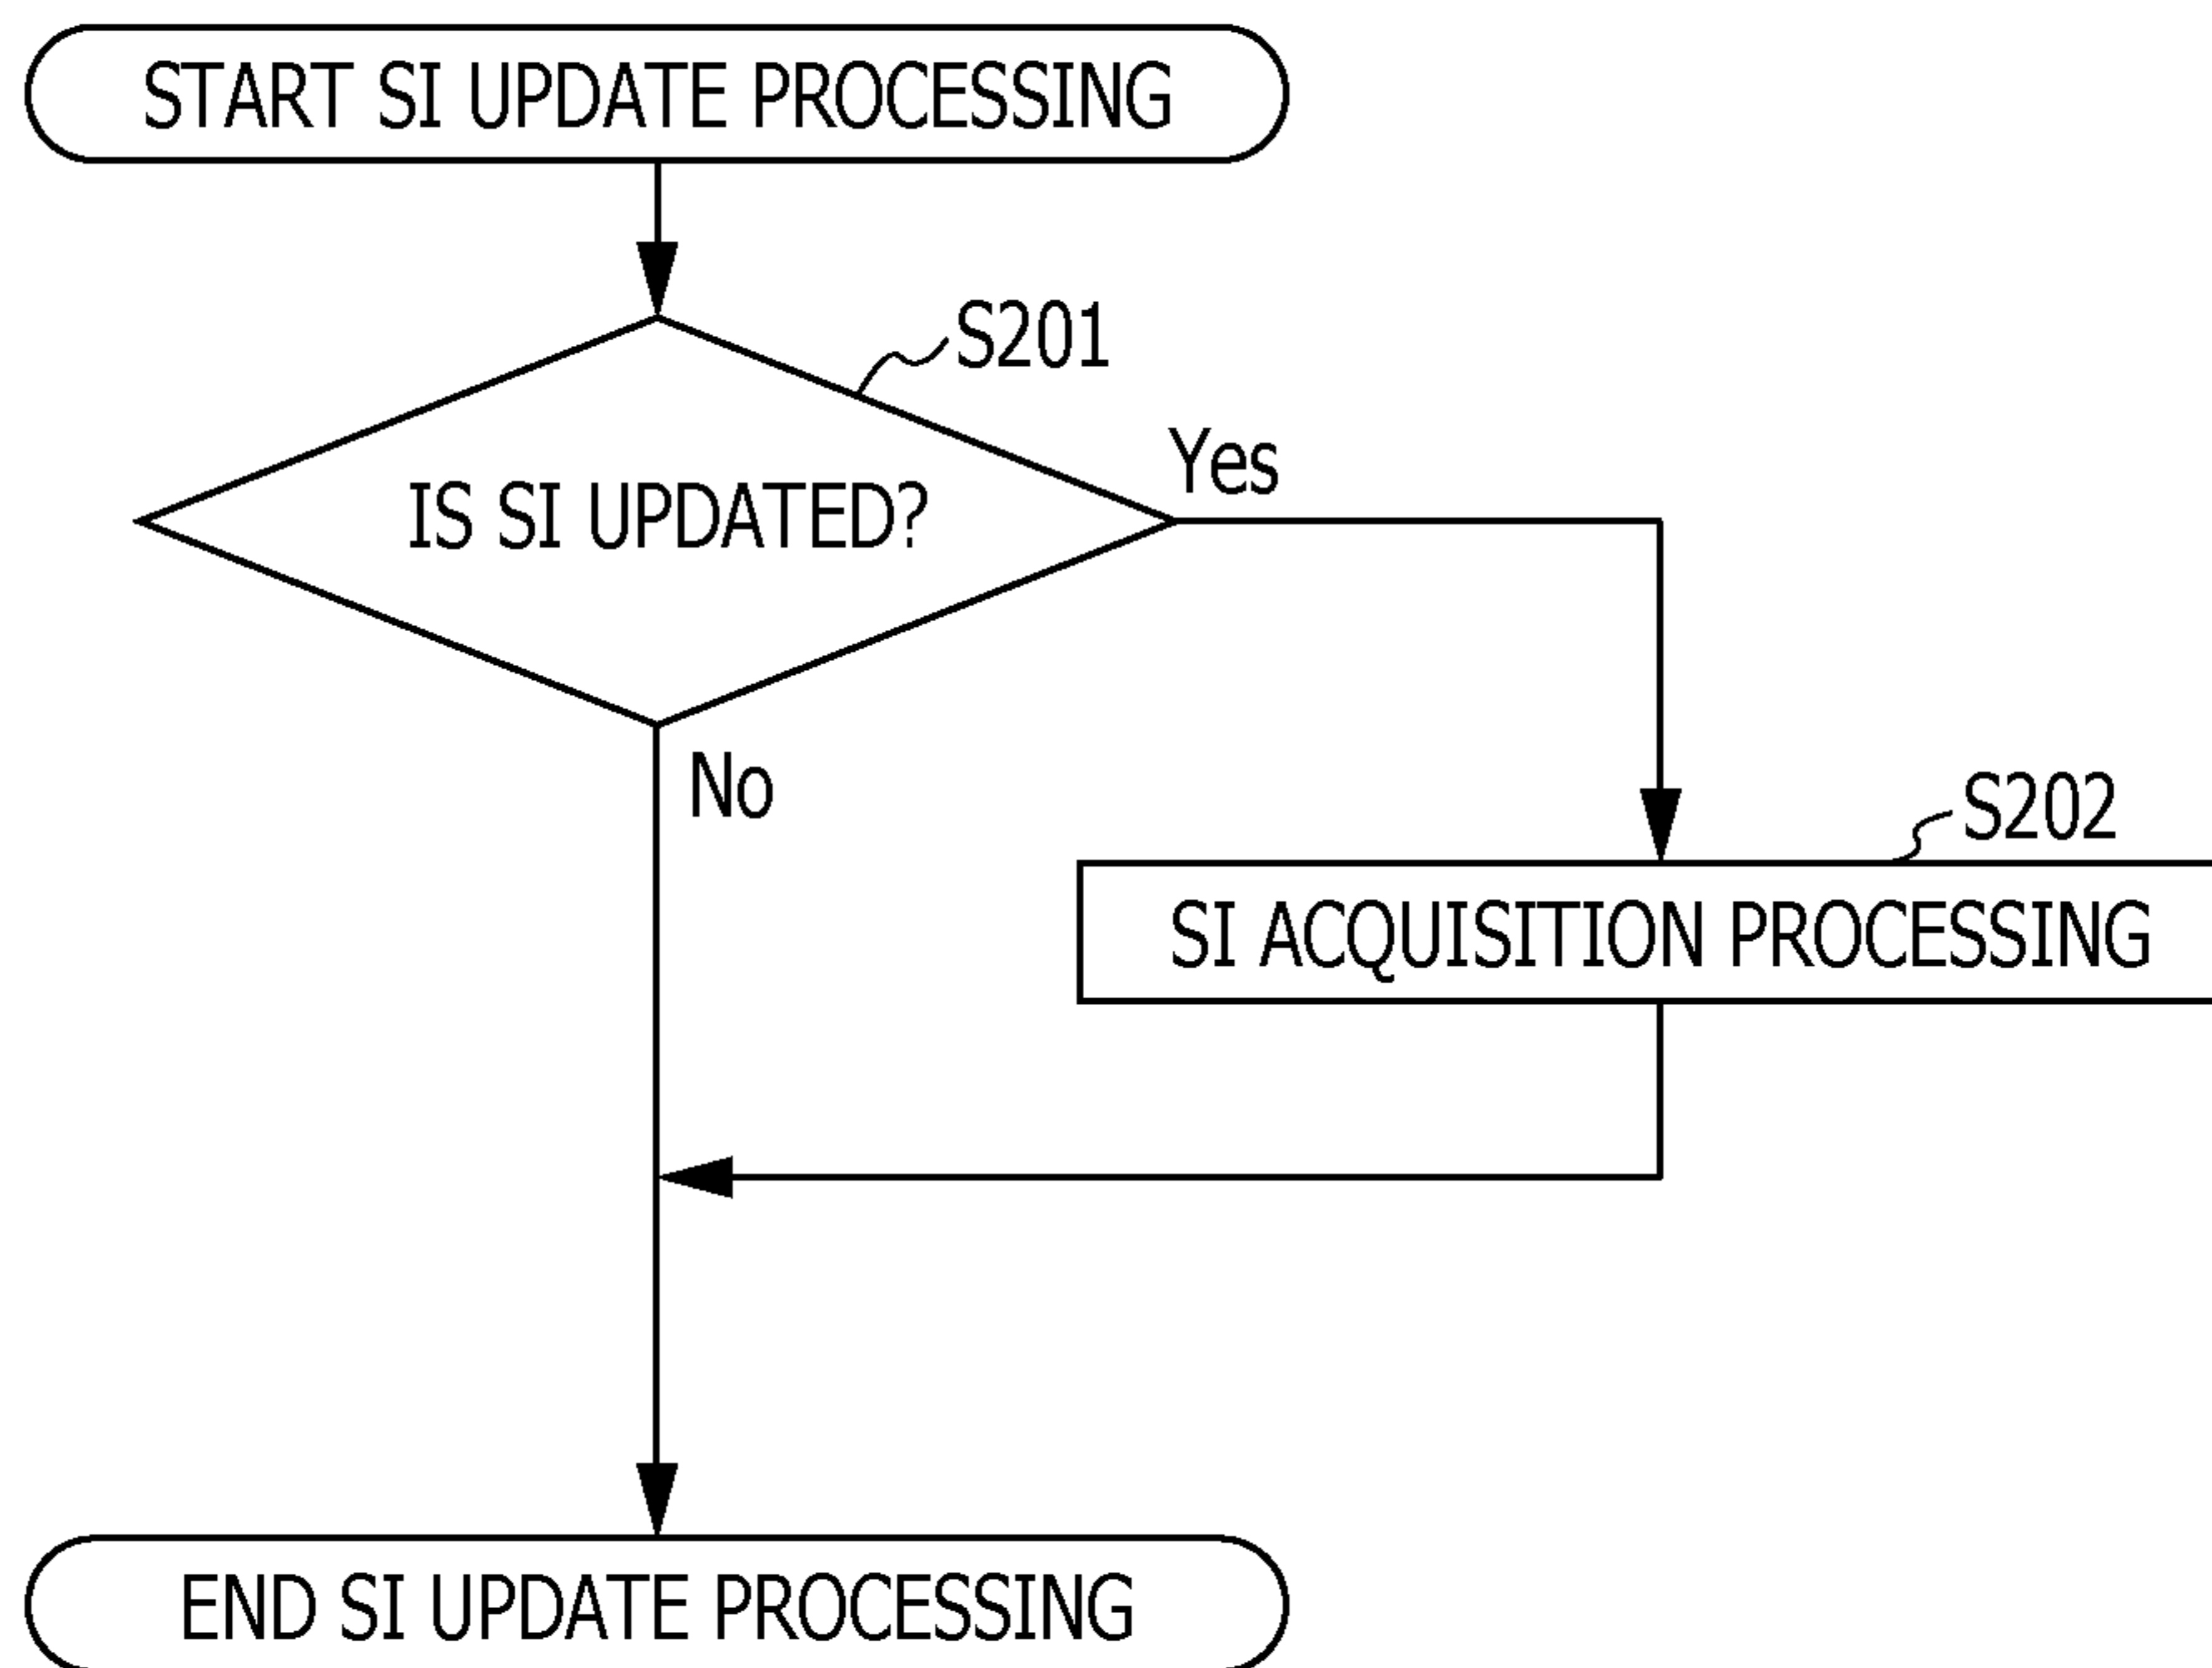 START SI UPDATE PROCESSING
S201
IS SI UPDATED?
Yes
No
S202
SI ACQUISITION PROCESSING
END SI UPDATE PROCESSING